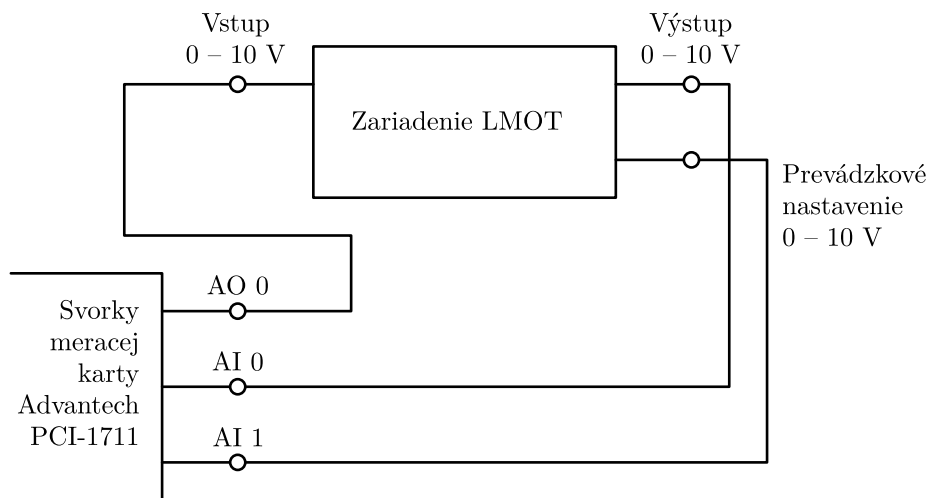 Vstup
0 – 10 V
Výstup
0 – 10 V
Zariadenie LMOT
Prevádzkové
nastavenie
0 – 10 V
AO 0
Svorky
meracej
karty
Advantech
PCI-1711
AI 0
AI 1